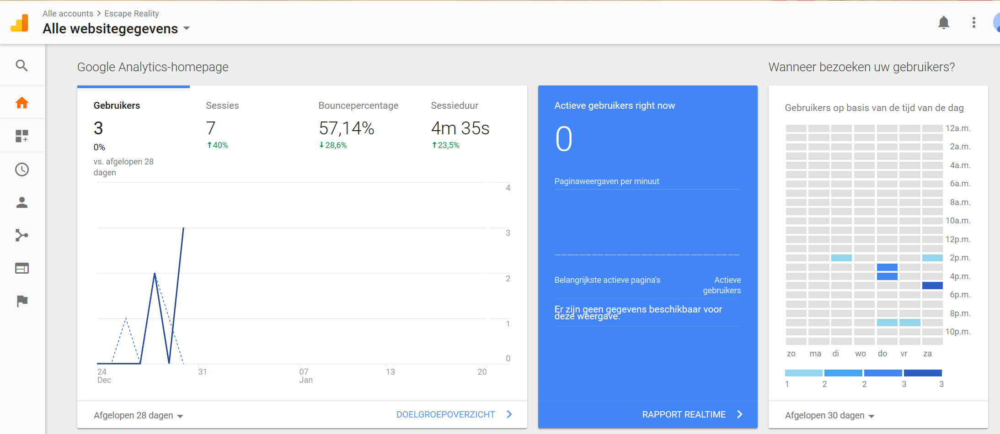 Alle accounts > Escape Reality
Alle websitegegevens
Google Analytics-homepage
Gebruikers
3
0%
vs. afgelopen 28
dagen
Sessies
7
40%
Bouncepercentage
57,14%
28,6%
Sessieduur
4m 35s
23,5%
4
3
2
1
0
24
Dec
31
07
Jan
13
20
Afgelopen 28 dagen
DOELGROEPOVERZICHT
Actieve gebruikers right now
0
Paginaweergaven per minuut
Belangrijkste actieve pagina's
Actieve
gebruikers
Er zijn geen gegevens beschikbaar voor
deze weergave.
RAPPORT REALTIME
Wanneer bezoeken uw gebruikers?
Gebruikers op basis van de tijd van de dag
12a.m.
2a.m.
4a.m.
6a.m.
8a.m.
10a.m.
12p.m.
2p.m.
4p.m.
6p.m.
8p.m.
10p.m.
zo ma di wo do vr za
1 2 2 3 3
Afgelopen 30 dagen